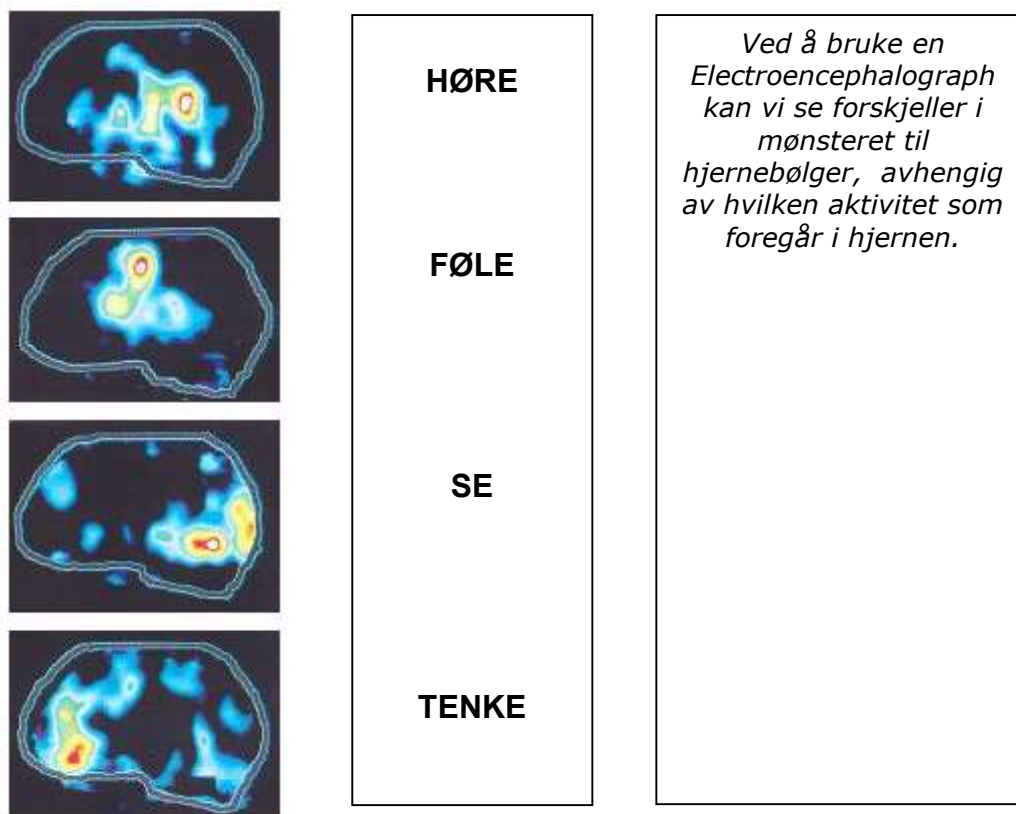 HØRE
FØLE
SE
TENKE
Ved å bruke en
Electroencephalograph
kan vi se forskjeller i
mønsteret til
hjernebølger, avhengig
av hvilken aktivitet som
foregår i hjernen.